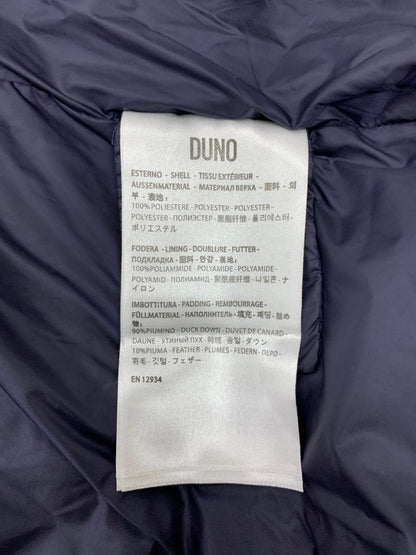 DUNO
ESTERNO - SHELL - TISSU EXTÉRIEUR -
AUSSENMATERIAL - МАТЕРИАЛ ВЕРХА - 面料 - 외
부 - 表地:
100% POLIESTERE - POLYESTER - POLYESTER -
POLYESTER - ПОЛИЭСТЕР - 聚酯纤维 - 폴리에스터 -
ポリエステル
FODERA - LINING - DOUBLURE - FUTTER -
ПОДКЛАДКА - 里料 - 안감 - 裏地:
100% POLIAMMIDE - POLYAMIDE - POLYAMIDE -
POLYAMID - ПОЛИАМИД - 聚酰胺纤维 - 나일론 - ナ
イロン
IMBOTTITURA - PADDING - REMBOURRAGE -
FÜLLMATERIAL - НАПОЛНИТЕЛЬ - 填充 - 패딩 - 詰め
物:
90% PIUMINO - DUCK DOWN - DUVET DE CANARD -
DAUNE - УТИНЫЙ ПУХ - 솜털 - ダウン
10% PIUMA - FEATHER - PLUMES - FEDERN - ПЕРО -
羽毛 - 깃털 - フェザー
EN 12934